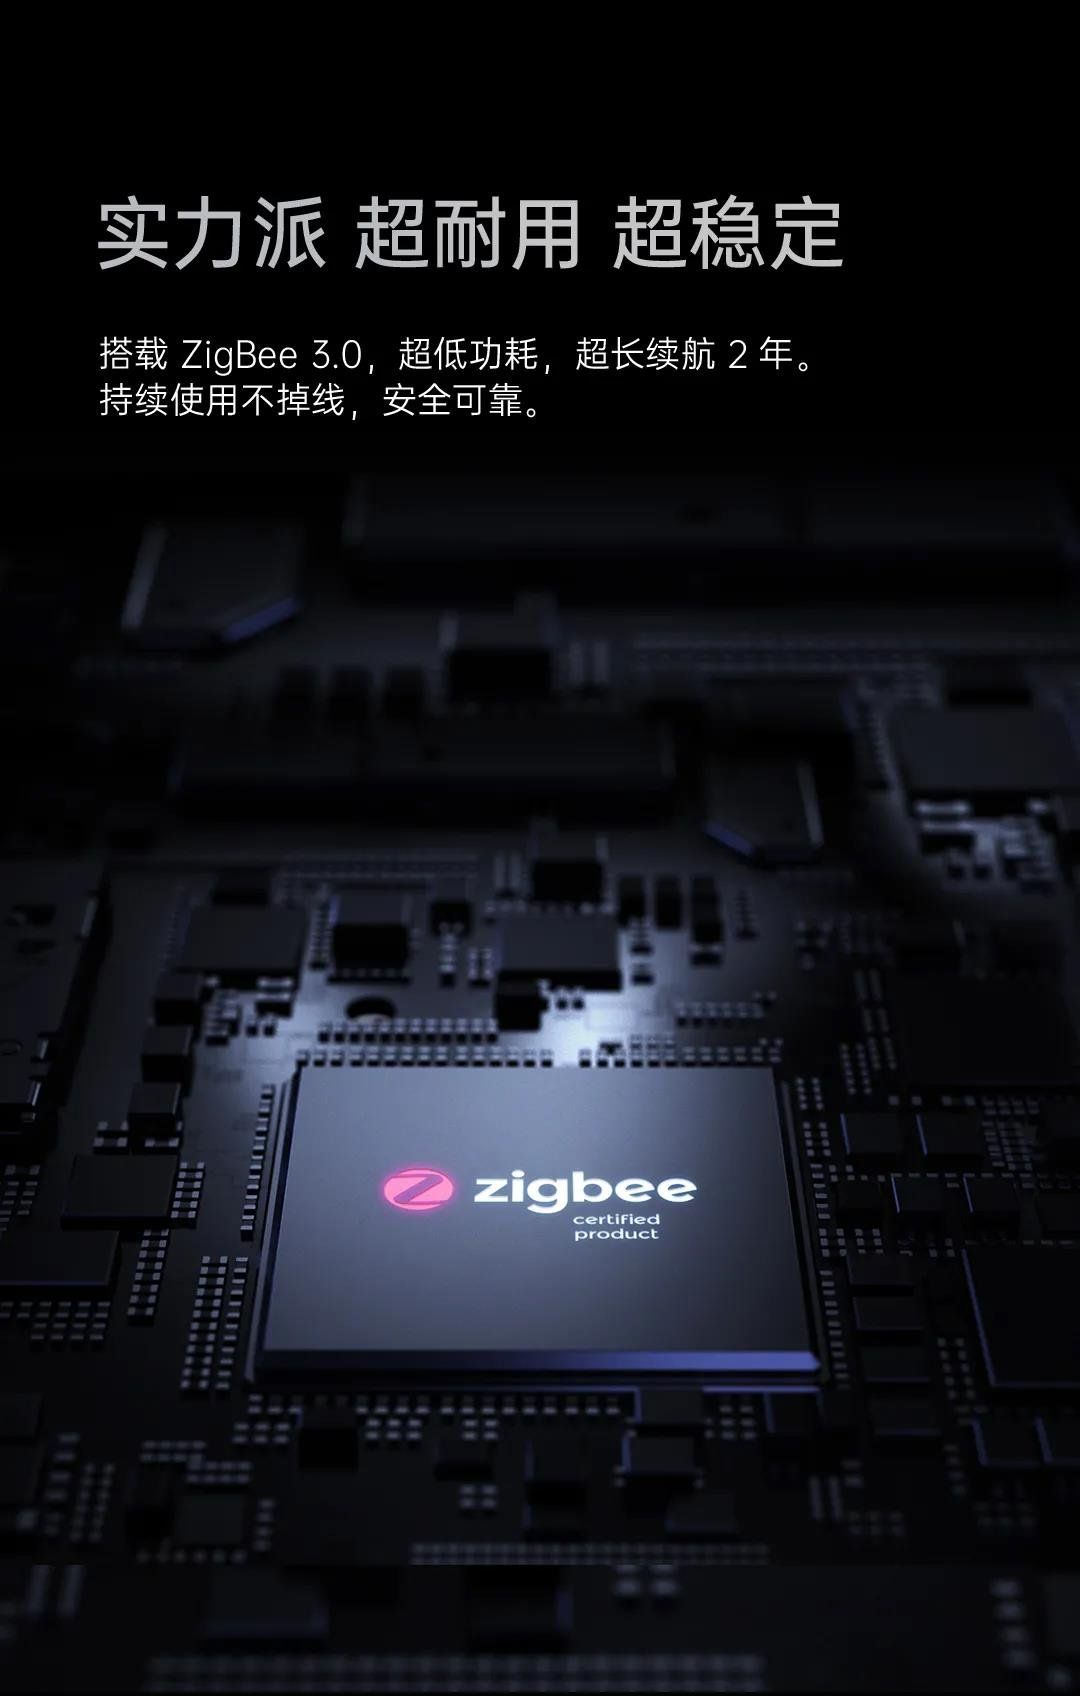 实力派 超耐用 超稳定
搭载 ZigBee 3.0，超低功耗，超长续航 2 年。
持续使用不掉线，安全可靠。
zigbee
certified
product